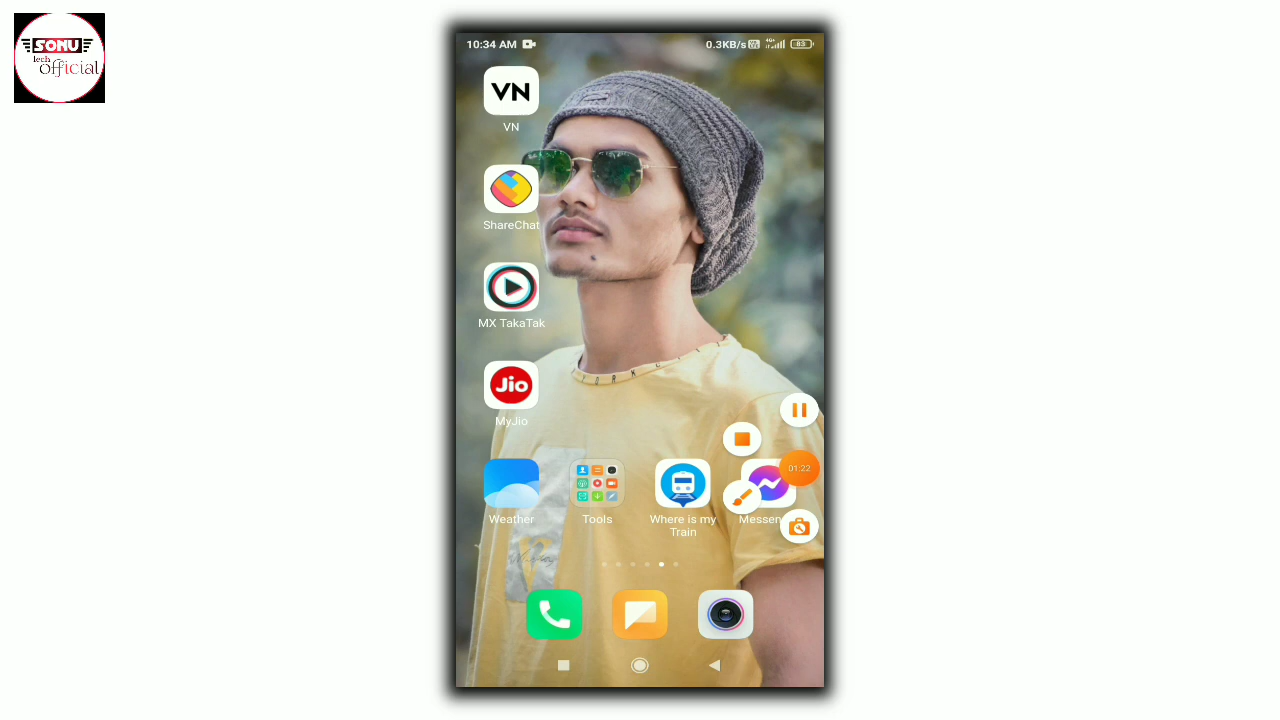 SONU
tech
official
10:34 AM
0.3KB/s
83
VN
VN
ShareChat
MX TakaTak
Jio
MyJio
01:22
Weather
Tools
Where is my
Train
Messen